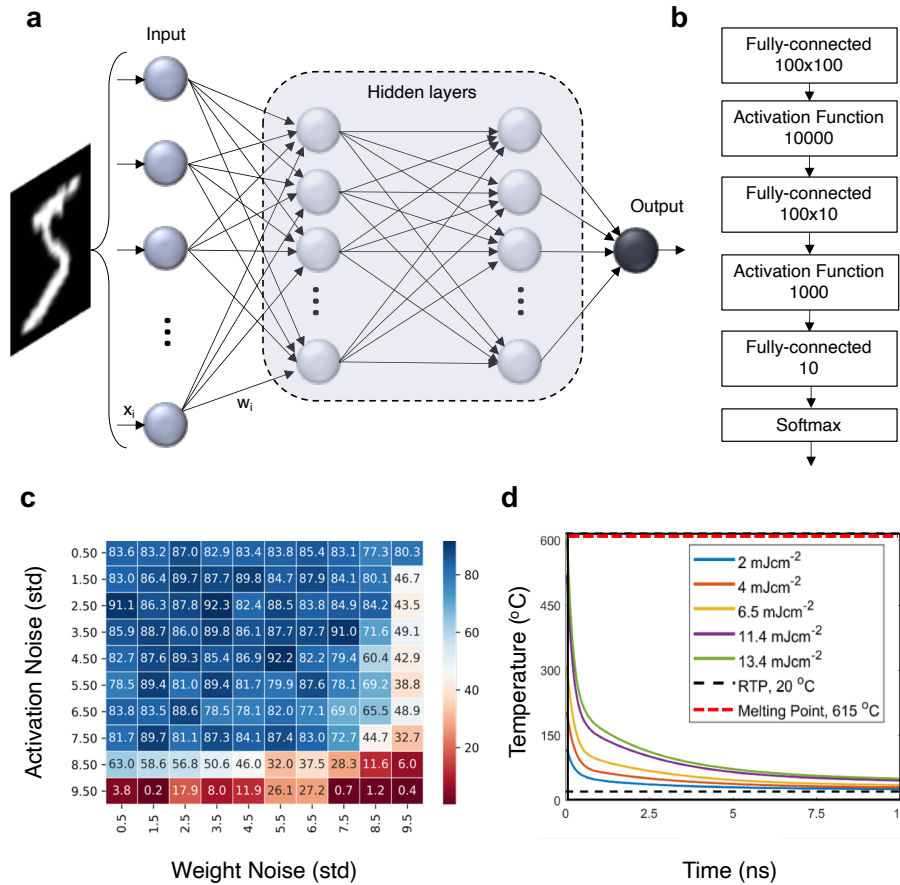 a
Input
Hidden layers
Output
x_i
w_i
b
Fully-connected
100x100
Activation Function
10000
Fully-connected
100x10
Activation Function
1000
Fully-connected
10
Softmax
c
Activation Noise (std)
0.50 83.6 83.2 87.0 82.9 83.4 83.8 85.4 83.1 77.3 80.3
1.50 83.0 86.4 89.7 87.7 89.8 84.7 87.9 84.1 80.1 46.7
2.50 91.1 86.3 87.8 92.3 82.4 88.5 83.8 84.9 84.2 43.5
3.50 85.9 88.7 86.0 89.8 86.1 87.7 87.7 91.0 71.6 49.1
4.50 82.7 87.6 89.3 85.4 86.9 92.2 82.2 79.4 60.4 42.9
5.50 78.5 89.4 81.0 89.4 81.7 79.9 87.6 79.5 69.2 38.8
6.50 83.8 83.5 88.6 78.5 78.1 82.0 77.1 69.0 65.5 48.9
7.50 81.7 89.7 81.3 87.1 84.3 87.4 83.0 72.7 44.7 32.7
8.50 63.0 58.6 56.8 50.6 46.0 32.0 37.5 28.3 11.6 6.0
9.50 3.8 0.2 17.9 8.0 11.9 26.1 27.2 0.7 1.2 0.4
0.5 1.5 2.5 3.5 4.5 5.5 6.5 7.5 8.5 9.5
Weight Noise (std)
80
60
40
20
d
Temperature (°C)
600
450
300
150
0
2 mJcm⁻²
4 mJcm⁻²
6.5 mJcm⁻²
11.4 mJcm⁻²
13.4 mJcm⁻²
RTP, 20 °C
Melting Point, 615 °C
0 2.5 5 7.5
Time (ns)